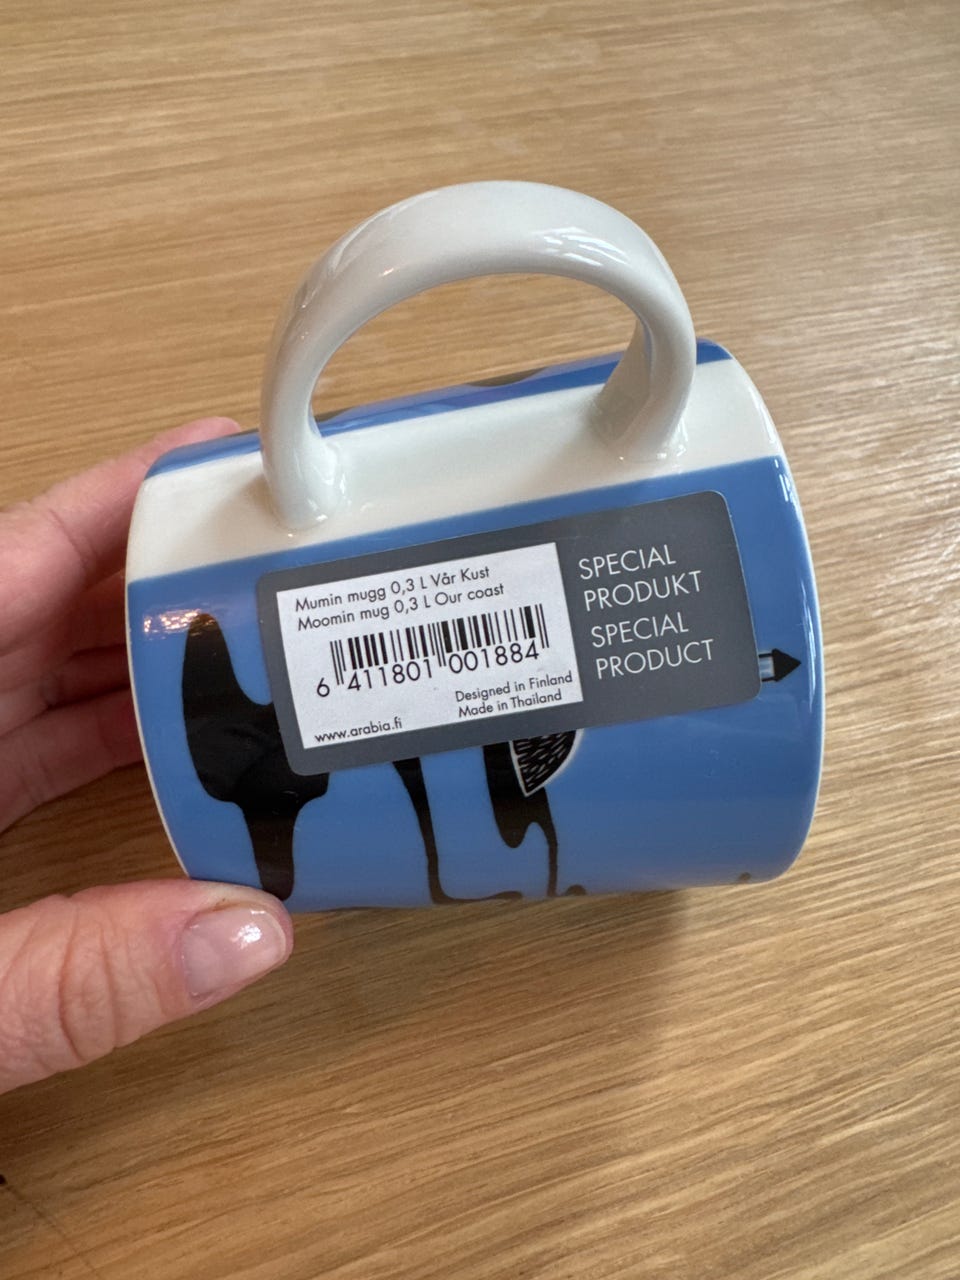 Mumin mugg 0,3 L Vår Kust
Moomin mug 0,3 L Our coast
6 411801 001884
Designed in Finland
Made in Thailand
www.arabia.fi
SPECIAL
PRODUKT
SPECIAL
PRODUCT